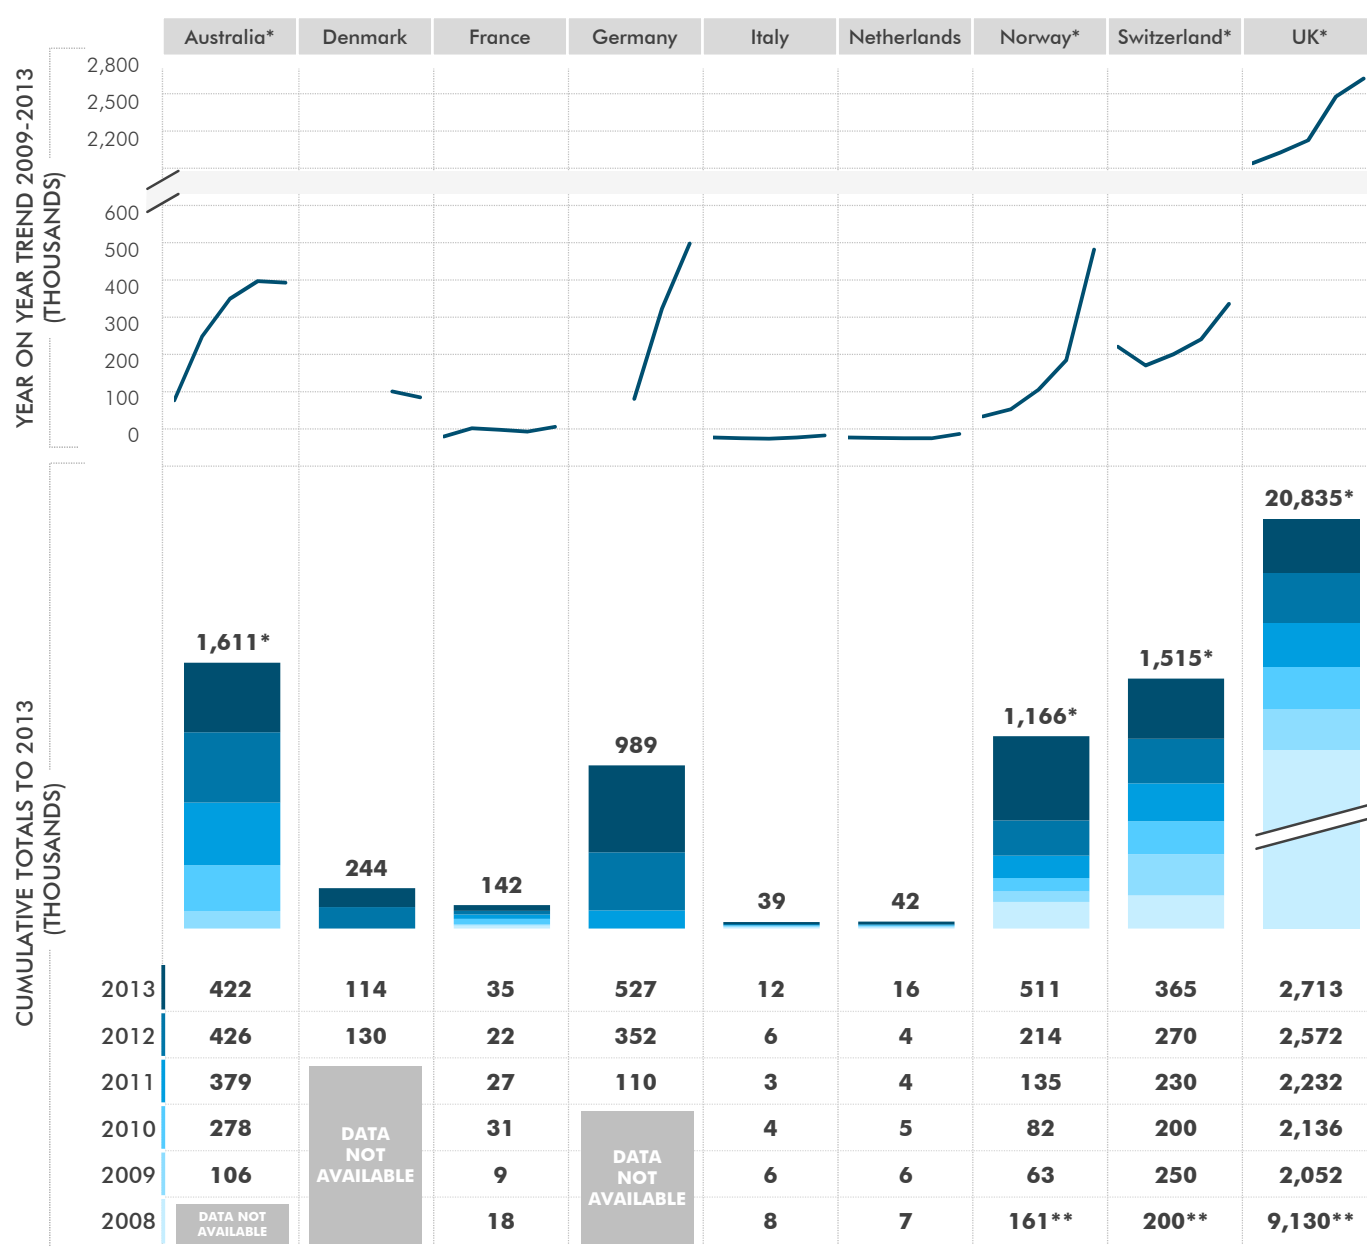 Australia* Denmark France Germany Italy Netherlands Norway* Switzerland* UK*
YEAR ON YEAR TREND 2009-2013
(THOUSANDS)
2,800
2,500
2,200
600
500
400
300
200
100
0
CUMULATIVE TOTALS TO 2013
(THOUSANDS)
20,835*
1,611*
1,515*
1,166*
989
244
142
39
42
2013 422 114 35 527 12 16 511 365 2,713
2012 426 130 22 352 6 4 214 270 2,572
2011 379 27 110 3 4 135 230 2,232
2010 278 31 4 5 82 200 2,136
2009 106 9 6 6 63 250 2,052
2008 18 8 7 161** 200** 9,130**
DATA NOT
AVAILABLE
DATA
NOT
AVAILABLE
DATA
NOT
AVAILABLE